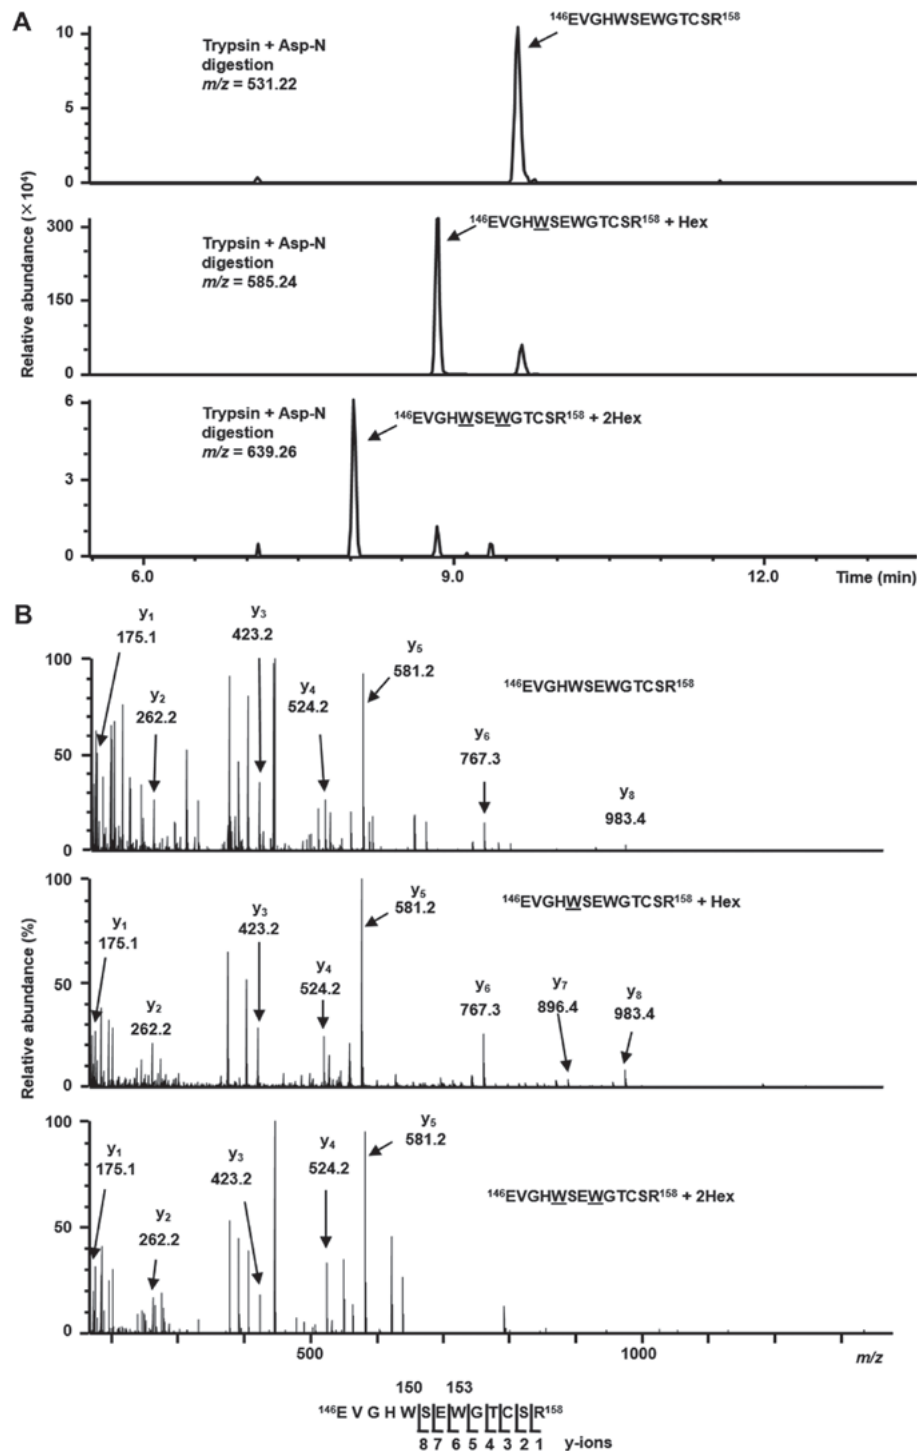 A
Relative abundance (×10⁴)
10
5
0
Trypsin + Asp-N
digestion
m/z = 531.22
¹⁴⁶EVGHWSEWGTCSR¹⁵⁸
300
150
0
Trypsin + Asp-N
digestion
m/z = 585.24
¹⁴⁶EVGHWSEWGTCSR¹⁵⁸ + Hex
6
3
0
Trypsin + Asp-N
digestion
m/z = 639.26
¹⁴⁶EVGHWSEWGTCSR¹⁵⁸ + 2Hex
6.0 9.0 12.0 Time (min)
B
Relative abundance (%)
100
50
0
y₁
175.1
y₂
262.2
y₃
423.2
y₄
524.2
y₅
581.2
y₆
767.3
y₈
983.4
¹⁴⁶EVGHWSEWGTCSR¹⁵⁸
100
50
0
y₁
175.1
y₂
262.2
y₃
423.2
y₄
524.2
y₅
581.2
y₆
767.3
y₇
896.4
y₈
983.4
¹⁴⁶EVGHWSEWGTCSR¹⁵⁸ + Hex
100
50
0
y₁
175.1
y₂
262.2
y₃
423.2
y₄
524.2
y₅
581.2
¹⁴⁶EVGHWSEWGTCSR¹⁵⁸ + 2Hex
500 1000 m/z
150 153
¹⁴⁶E V G H W S E W G T C S R¹⁵⁸
8 7 6 5 4 3 2 1 y-ions